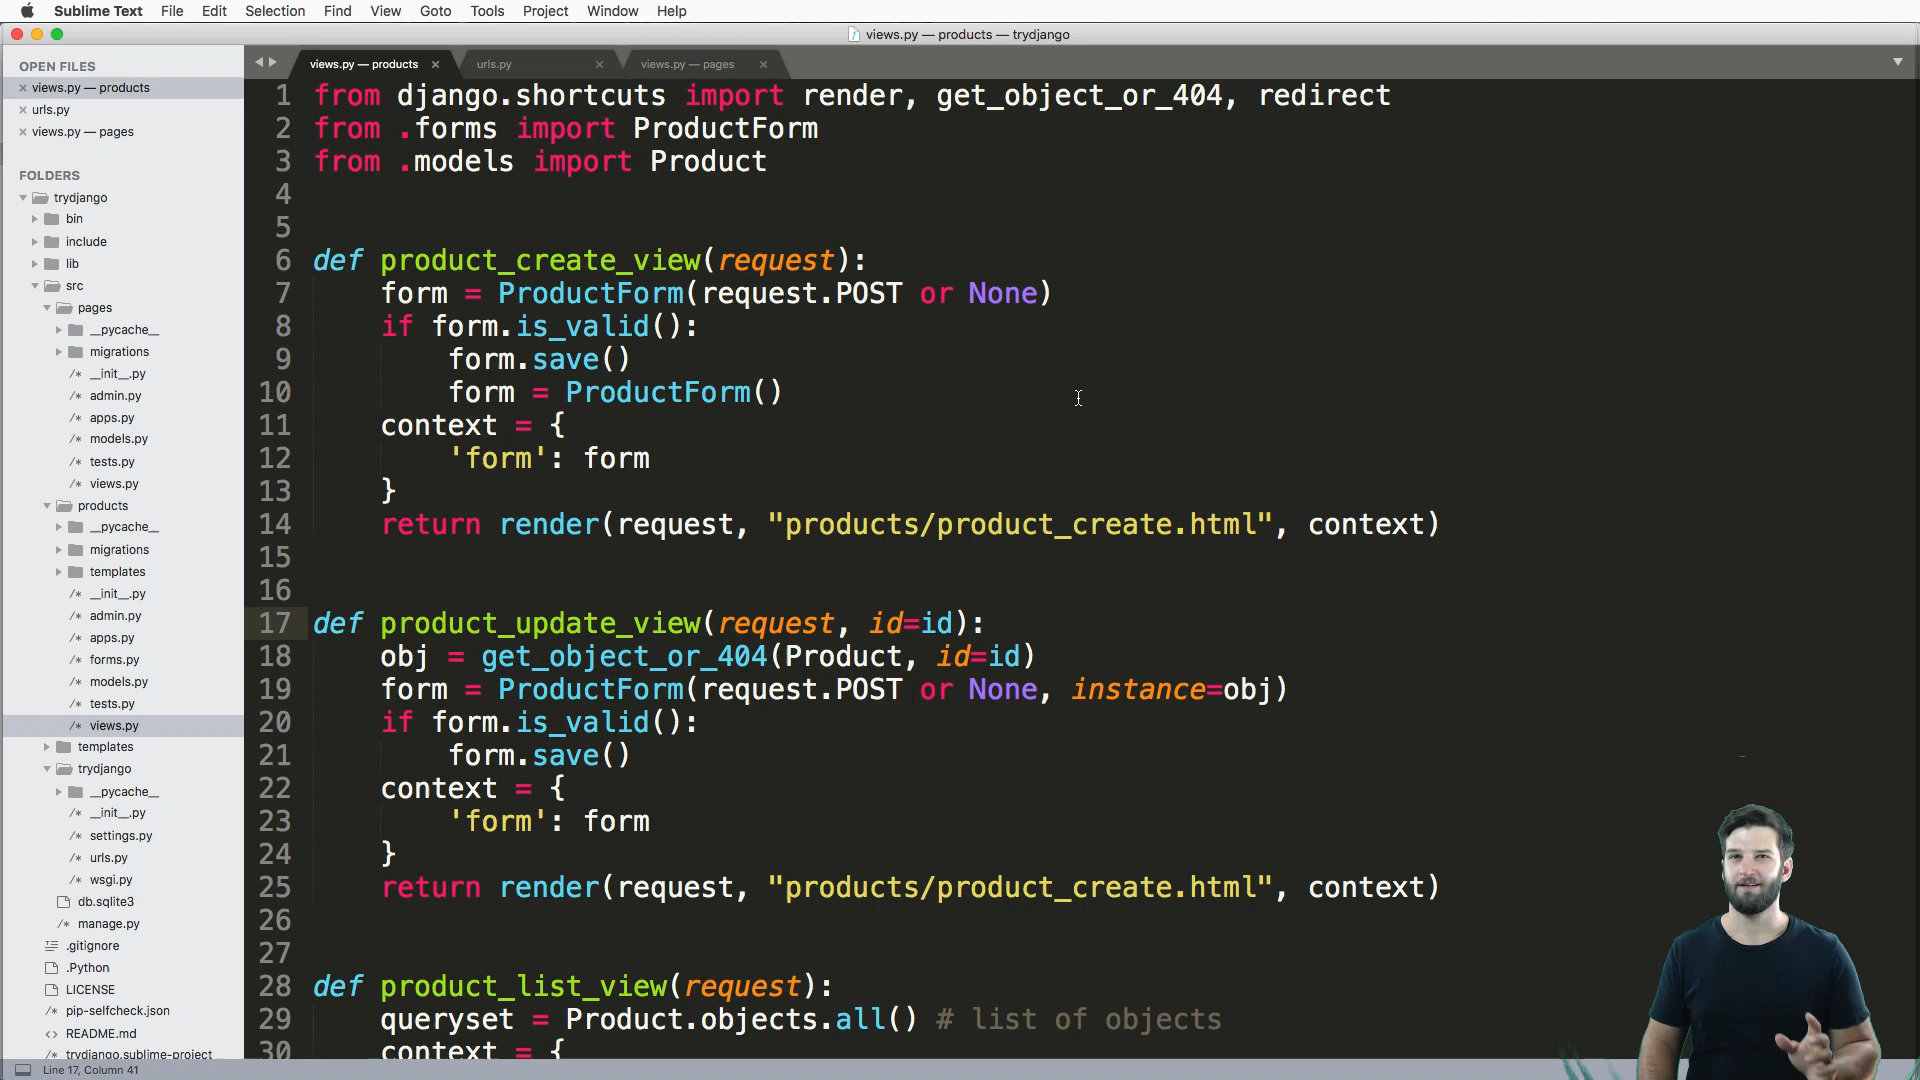 Sublime Text File Edit Selection Find View Goto Tools Project Window Help
views.py — products — trydjango
OPEN FILES
views.py — products
urls.py
views.py — pages
FOLDERS
trydjango
bin
include
lib
src
pages
__pycache__
migrations
__init__.py
admin.py
apps.py
models.py
tests.py
views.py
products
__pycache__
migrations
templates
__init__.py
admin.py
apps.py
forms.py
models.py
tests.py
views.py
templates
trydjango
__pycache__
__init__.py
settings.py
urls.py
wsgi.py
db.sqlite3
manage.py
.gitignore
.Python
LICENSE
pip-selfcheck.json
README.md
trydjango.sublime-project
views.py — products urls.py views.py — pages
1 from django.shortcuts import render, get_object_or_404, redirect
2 from .forms import ProductForm
3 from .models import Product
4
5
6 def product_create_view(request):
7 form = ProductForm(request.POST or None)
8 if form.is_valid():
9 form.save()
10 form = ProductForm()
11 context = {
12 'form': form
13 }
14 return render(request, "products/product_create.html", context)
15
16
17 def product_update_view(request, id=id):
18 obj = get_object_or_404(Product, id=id)
19 form = ProductForm(request.POST or None, instance=obj)
20 if form.is_valid():
21 form.save()
22 context = {
23 'form': form
24 }
25 return render(request, "products/product_create.html", context)
26
27
28 def product_list_view(request):
29 queryset = Product.objects.all() # list of objects
30 context = {
Line 17, Column 41